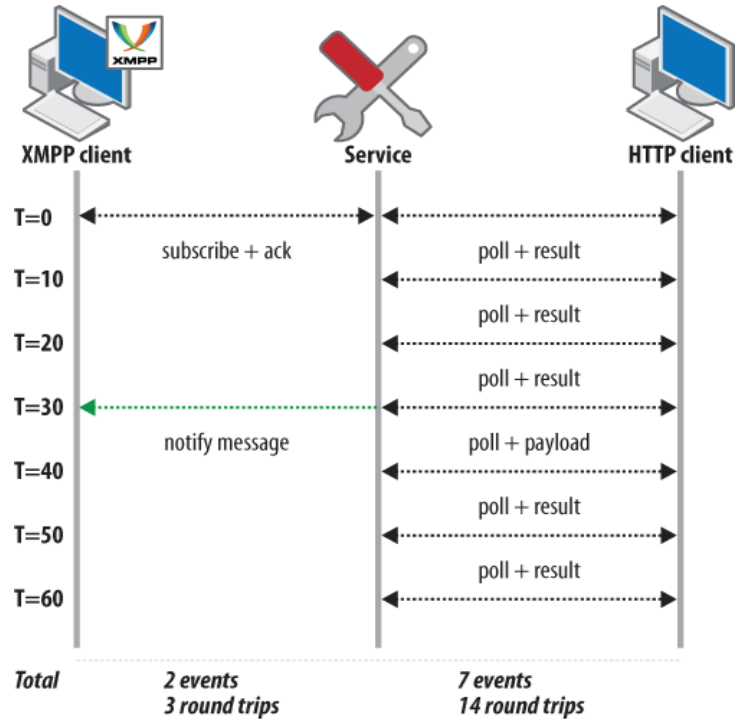 XMPP
XMPP client
Service
HTTP client
T=0
subscribe + ack
poll + result
T=10
poll + result
T=20
poll + result
T=30
notify message
poll + payload
T=40
poll + result
T=50
poll + result
T=60
Total
2 events
7 events
3 round trips
14 round trips